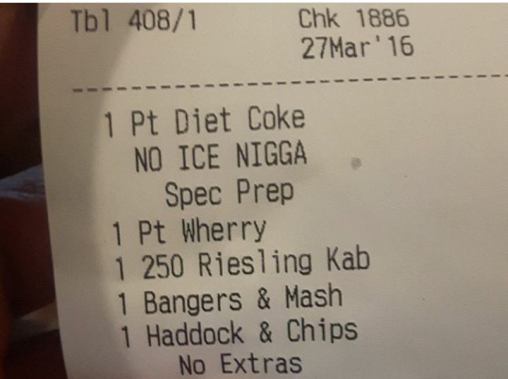 Tbl 408/1 Chk 1886
27Mar'16
1 Pt Diet Coke
NO ICE NIGGA
Spec Prep
1 Pt Wherry
1 250 Riesling Kab
1 Bangers & Mash
1 Haddock & Chips
No Extras